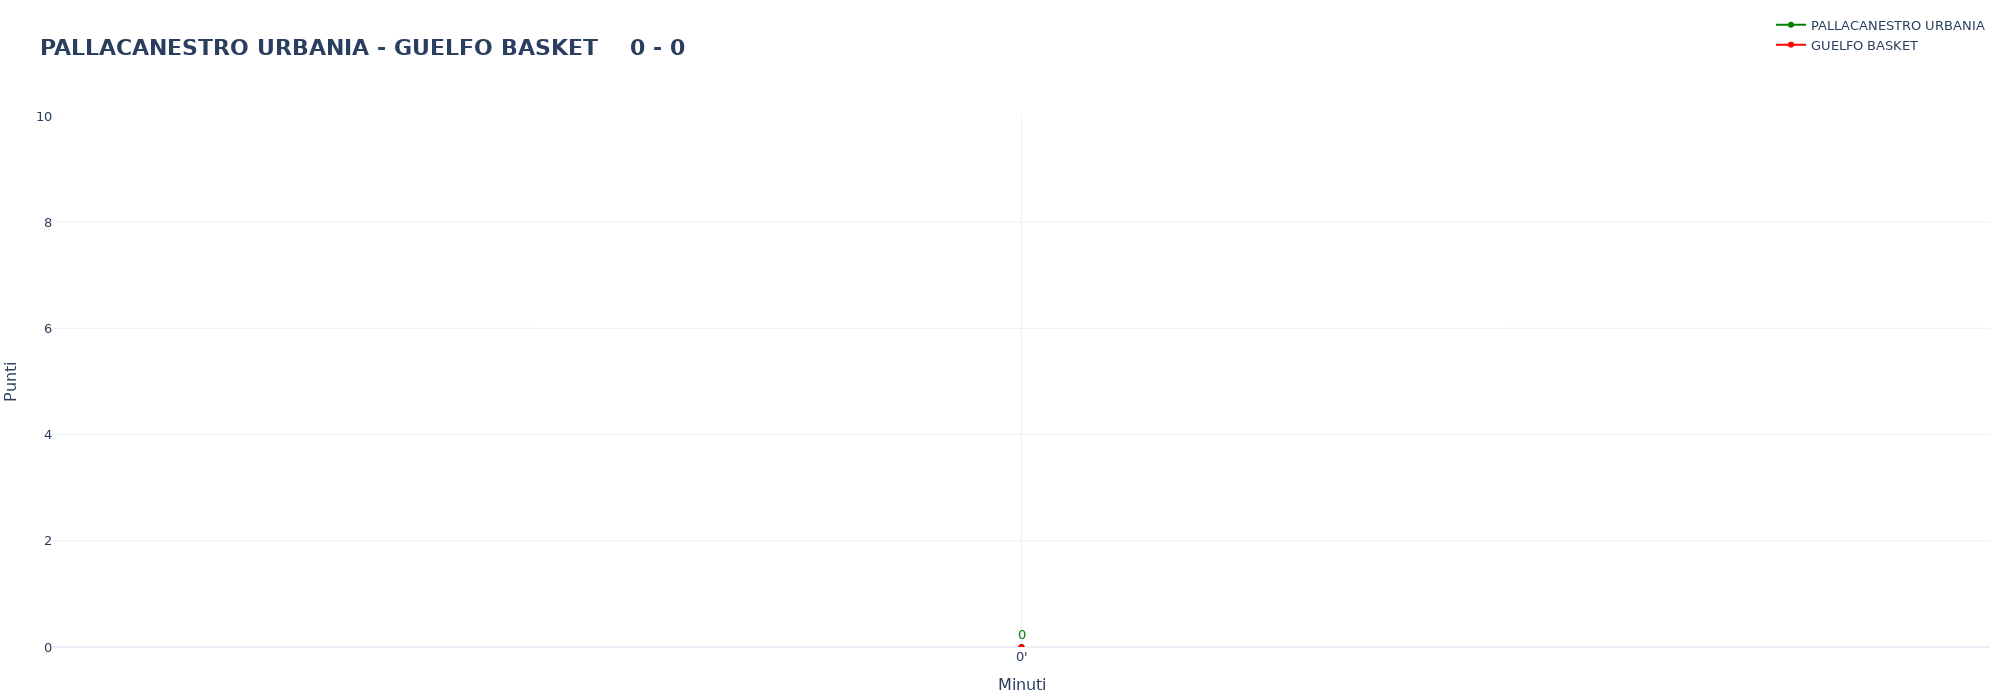 PALLACANESTRO URBANIA - GUELFO BASKET 0 - 0
PALLACANESTRO URBANIA
GUELFO BASKET
10
8
6
4
2
0
Punti
0
0'
Minuti